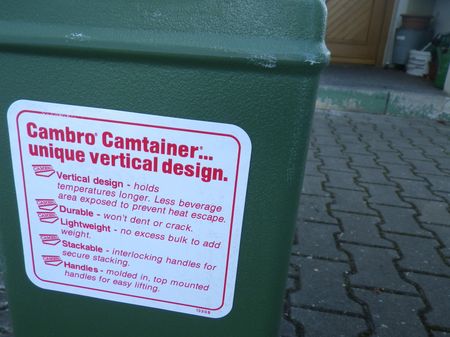 Cambro® Camtainer®...
unique vertical design.
Vertical design - holds
temperatures longer. Less beverage
area exposed to prevent heat escape.
Durable - won't dent or crack.
Lightweight - no excess bulk to add
weight.
Stackable - interlocking handles for
secure stacking.
Handles - molded in, top mounted
handles for easy lifting.